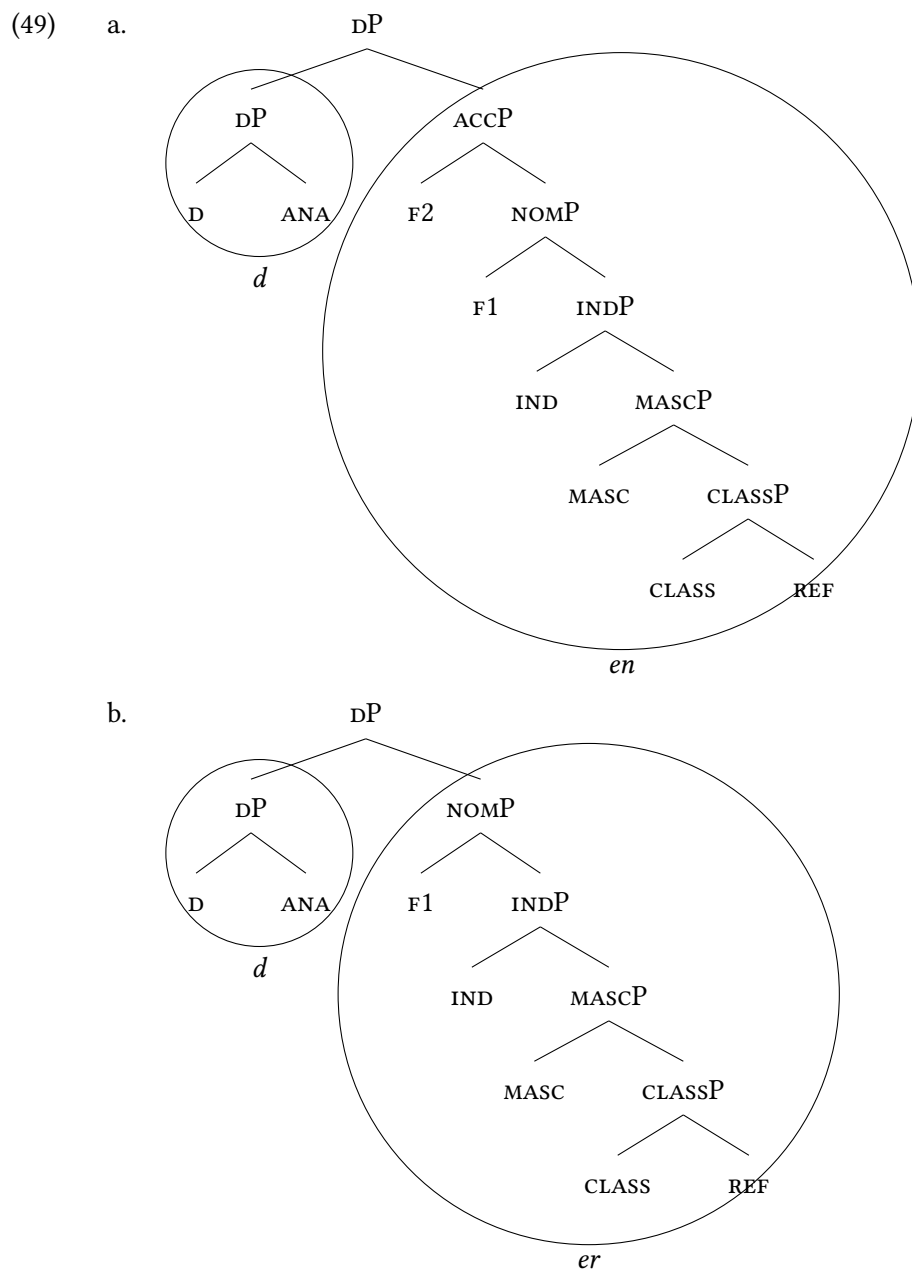 (49) a. DP
DP ACCP
D ANA F2 NOMP
d F1 INDP
IND MASCP
MASC CLASSP
CLASS REF
en
b. DP
DP NOMP
D ANA F1 INDP
d IND MASCP
MASC CLASSP
CLASS REF
er